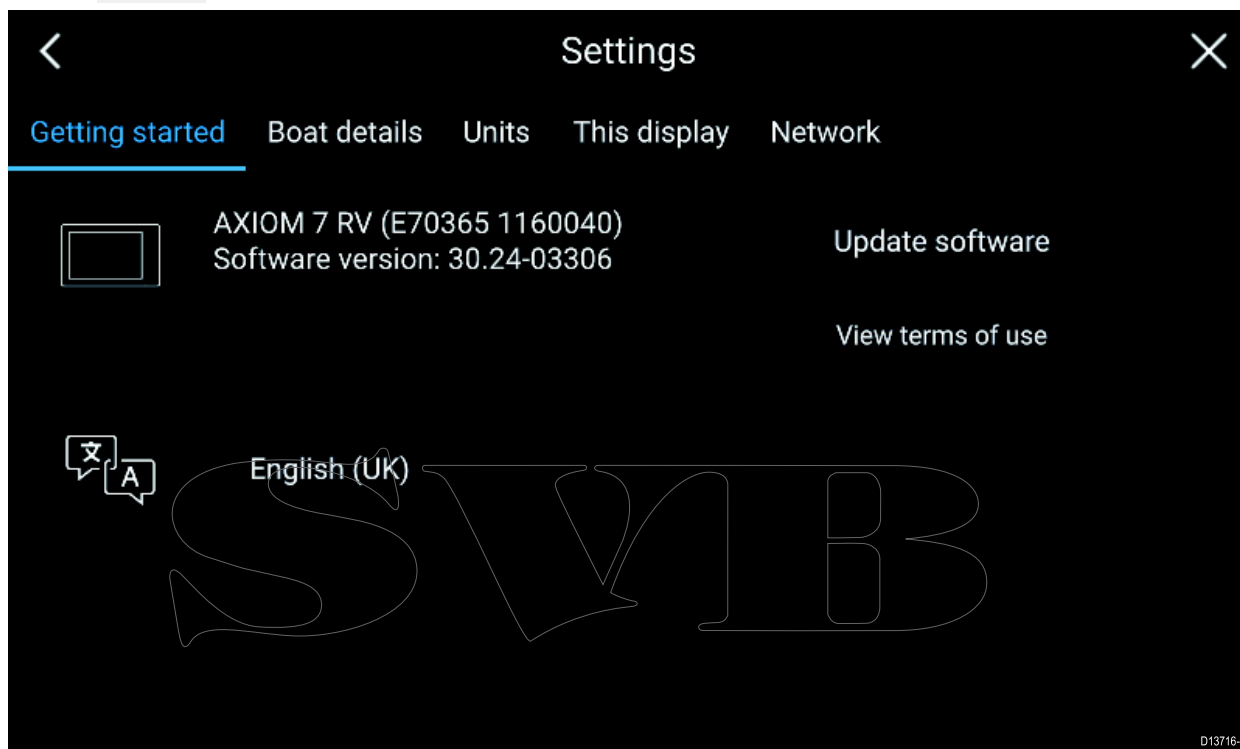 Settings
Getting started Boat details Units This display Network
AXIOM 7 RV (E70365 1160040)
Software version: 30.24-03306
Update software
View terms of use
文
A
English (UK)
SVB
D13716-